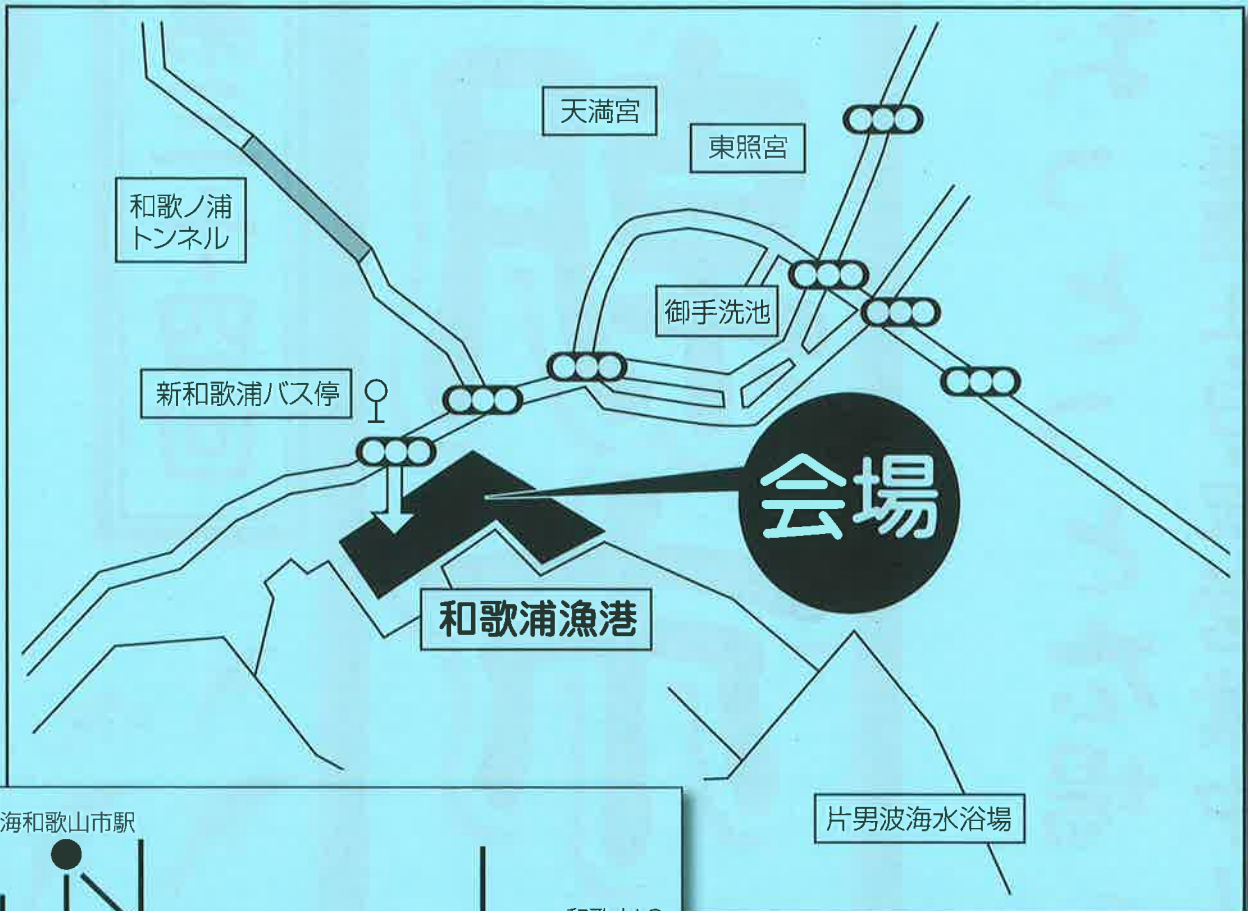 天満宮
東照宮
和歌ノ浦
トンネル
御手洗池
新和歌浦バス停
会場
和歌浦漁港
片男波海水浴場
海和歌山市駅